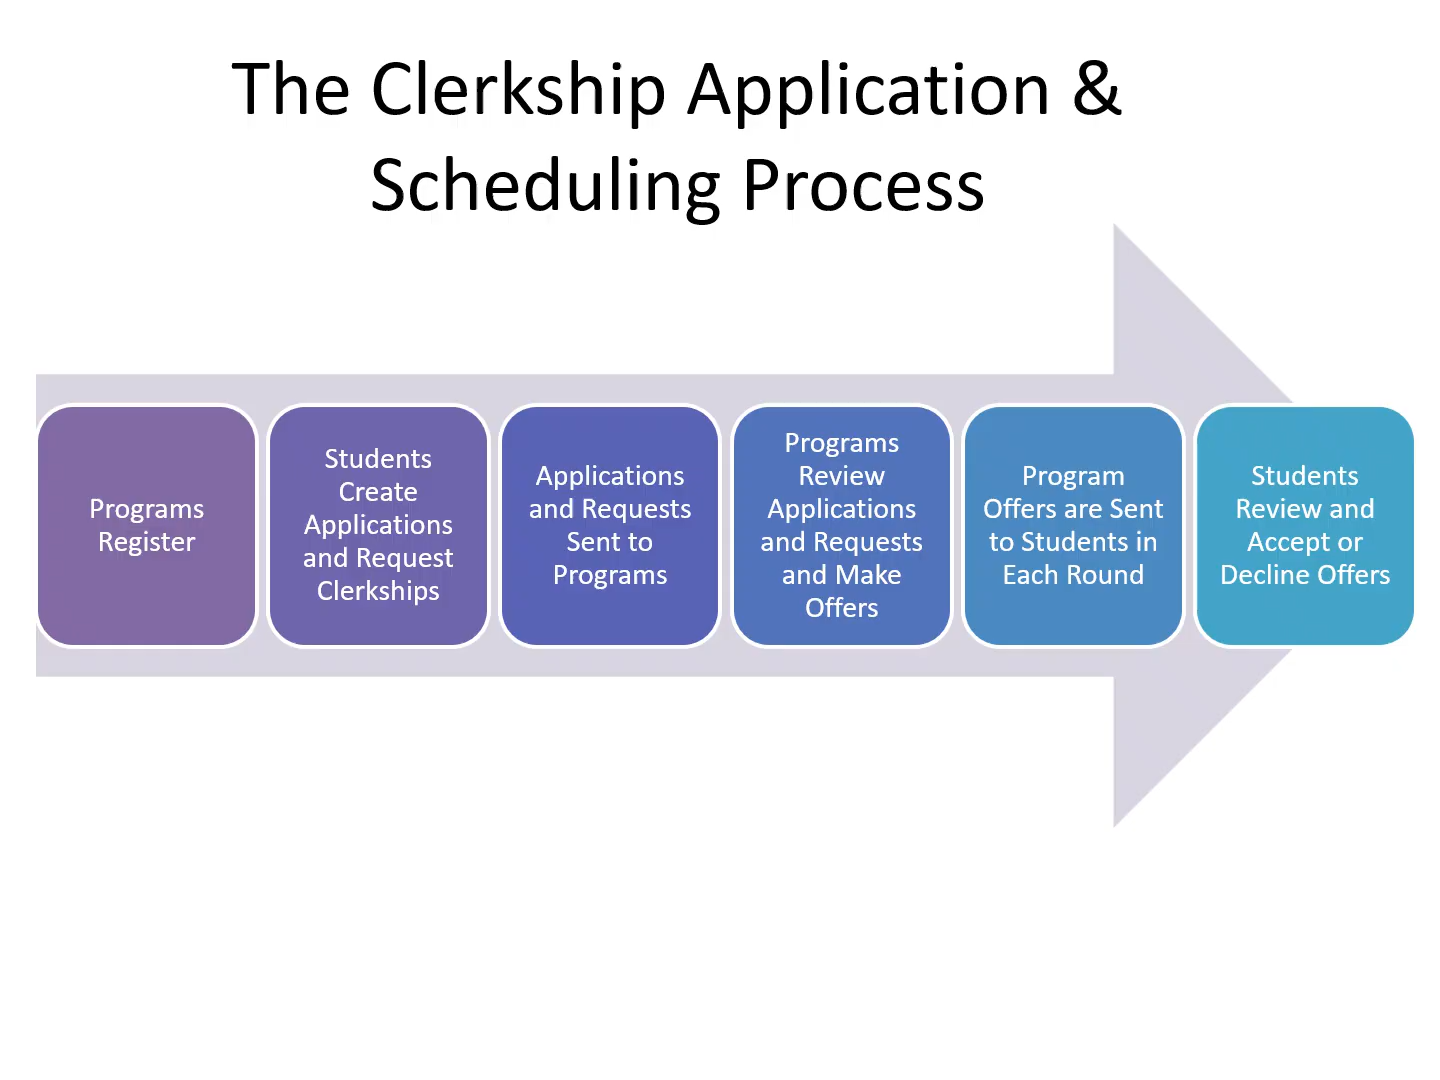 The Clerkship Application &
Scheduling Process
Programs
Register
Students
Create
Applications
and Request
Clerkships
Applications
and Requests
Sent to
Programs
Programs
Review
Applications
and Requests
and Make
Offers
Program
Offers are Sent
to Students in
Each Round
Students
Review and
Accept or
Decline Offers